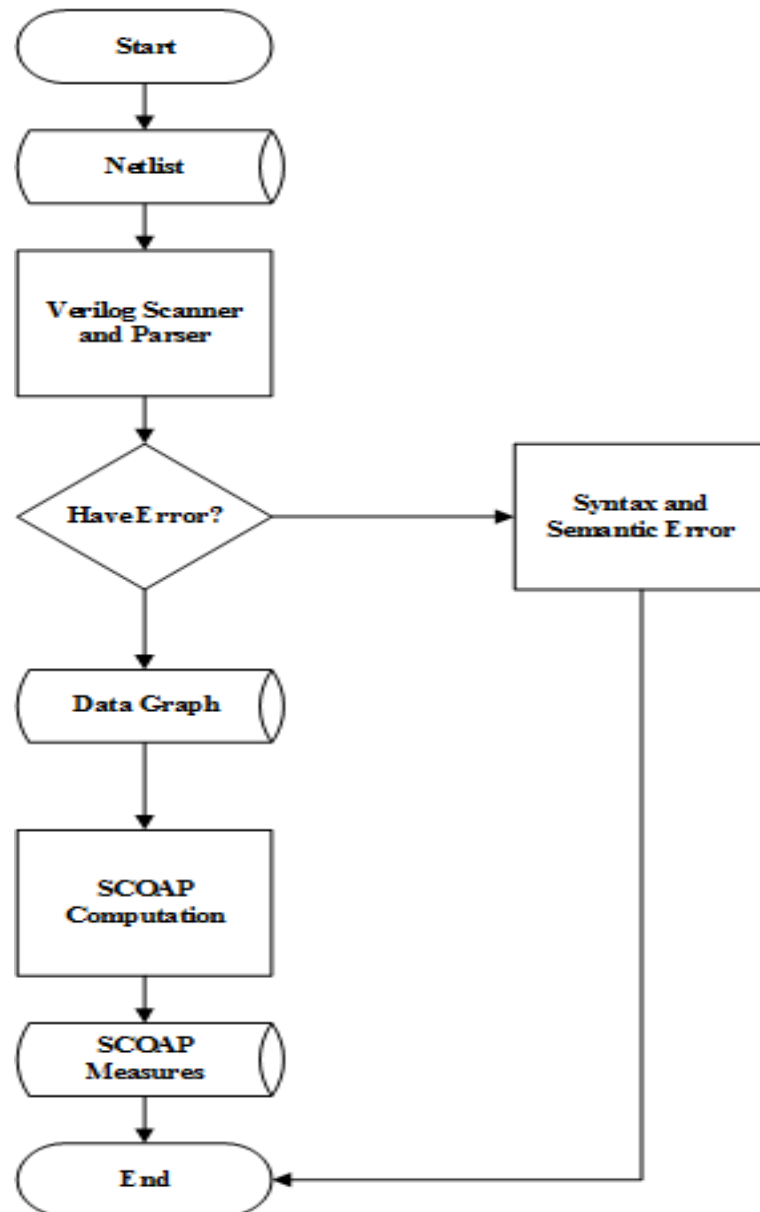 Start
Netlist
Verilog Scanner
and Parser
Have Error?
Syntax and
Semantic Error
Data Graph
SCOAP
Computation
SCOAP
Measures
End